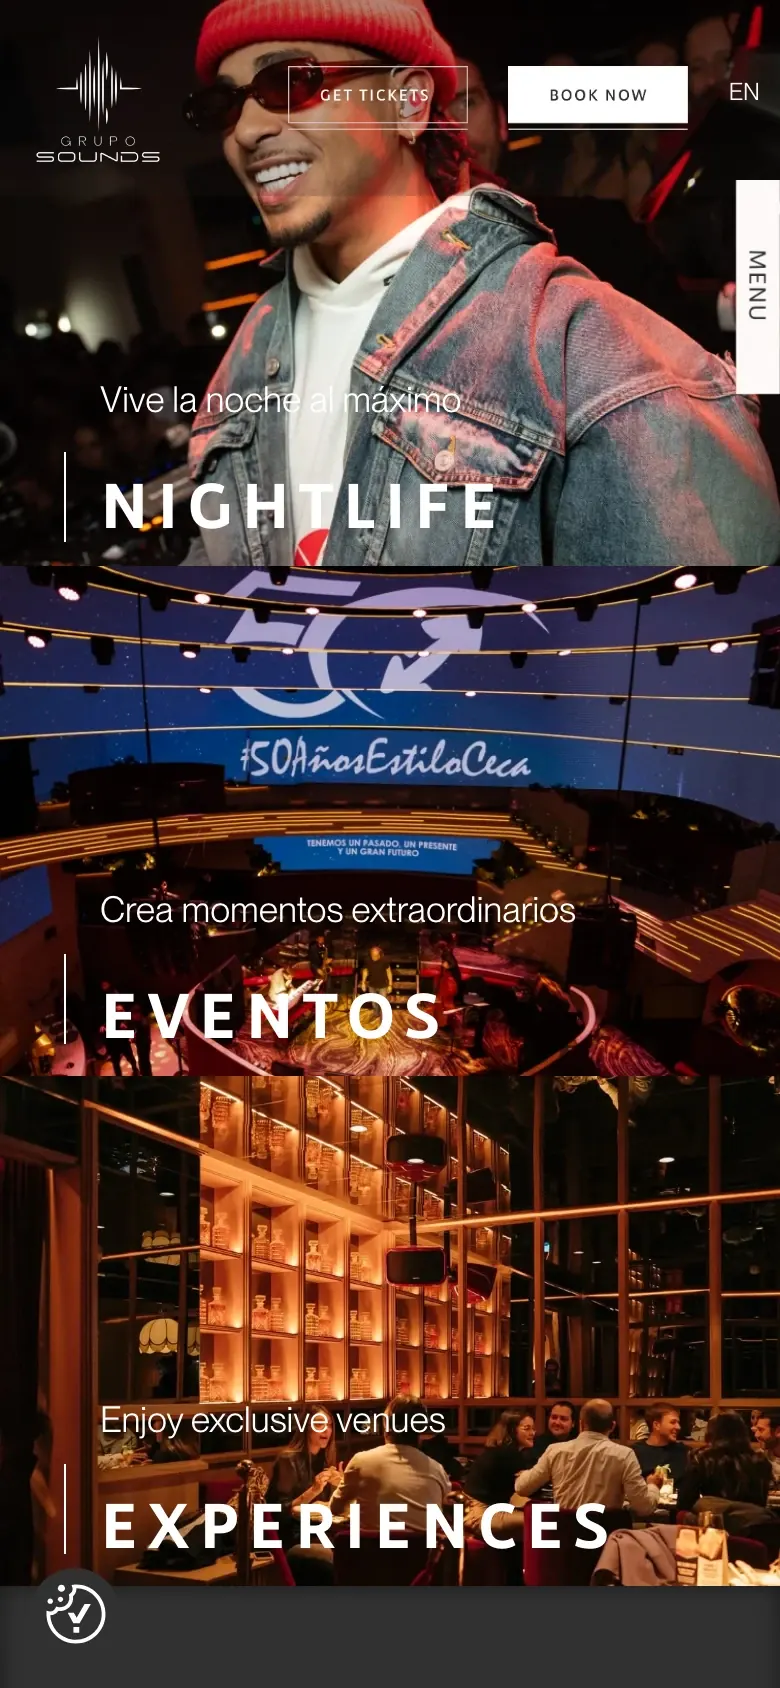 GRUPO
SOUNDS
GET TICKETS
BOOK NOW
EN
MENU
Vive la noche al máximo
NIGHTLIFE
#50AñosEstiloCeca
TENEMOS UN PASADO, UN PRESENTE
Y UN GRAN FUTURO
Crea momentos extraordinarios
EVENTOS
Enjoy exclusive venues
EXPERIENCES